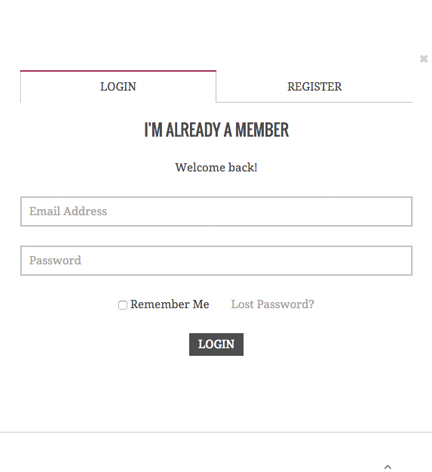 LOGIN REGISTER
I'M ALREADY A MEMBER
Welcome back!
Email Address
Password
Remember Me Lost Password?
LOGIN